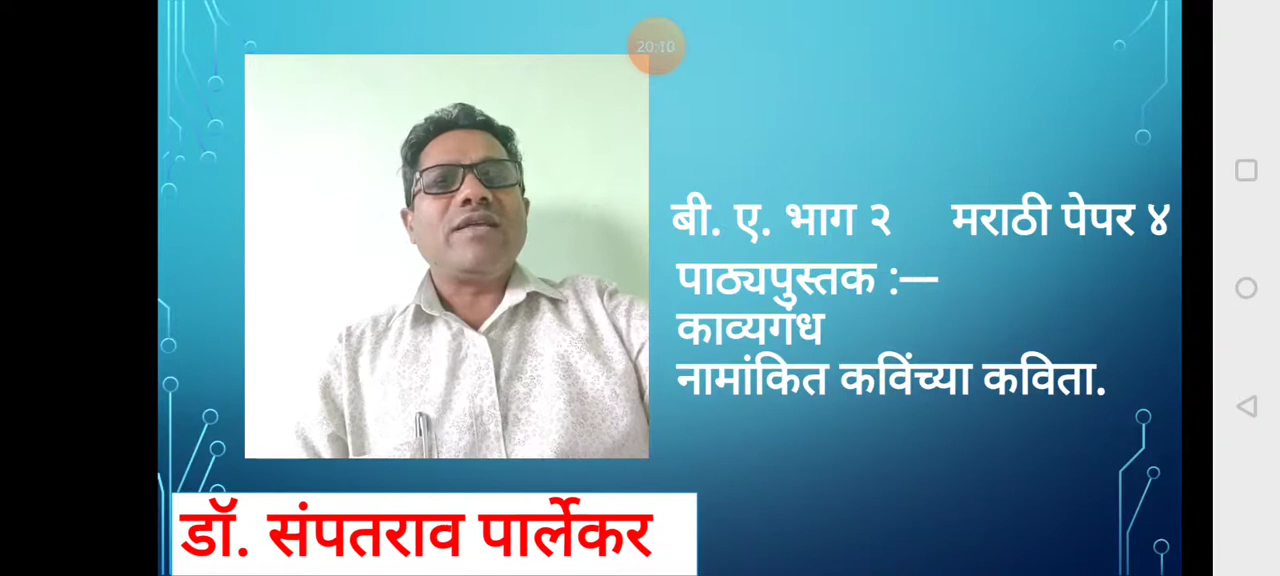 20:10
बी. ए. भाग २ मराठी पेपर ४
पाठ्यपुस्तक :—
काव्यगंध
नामांकित कविंच्या कविता.
डॉ. संपतराव पार्लेकर